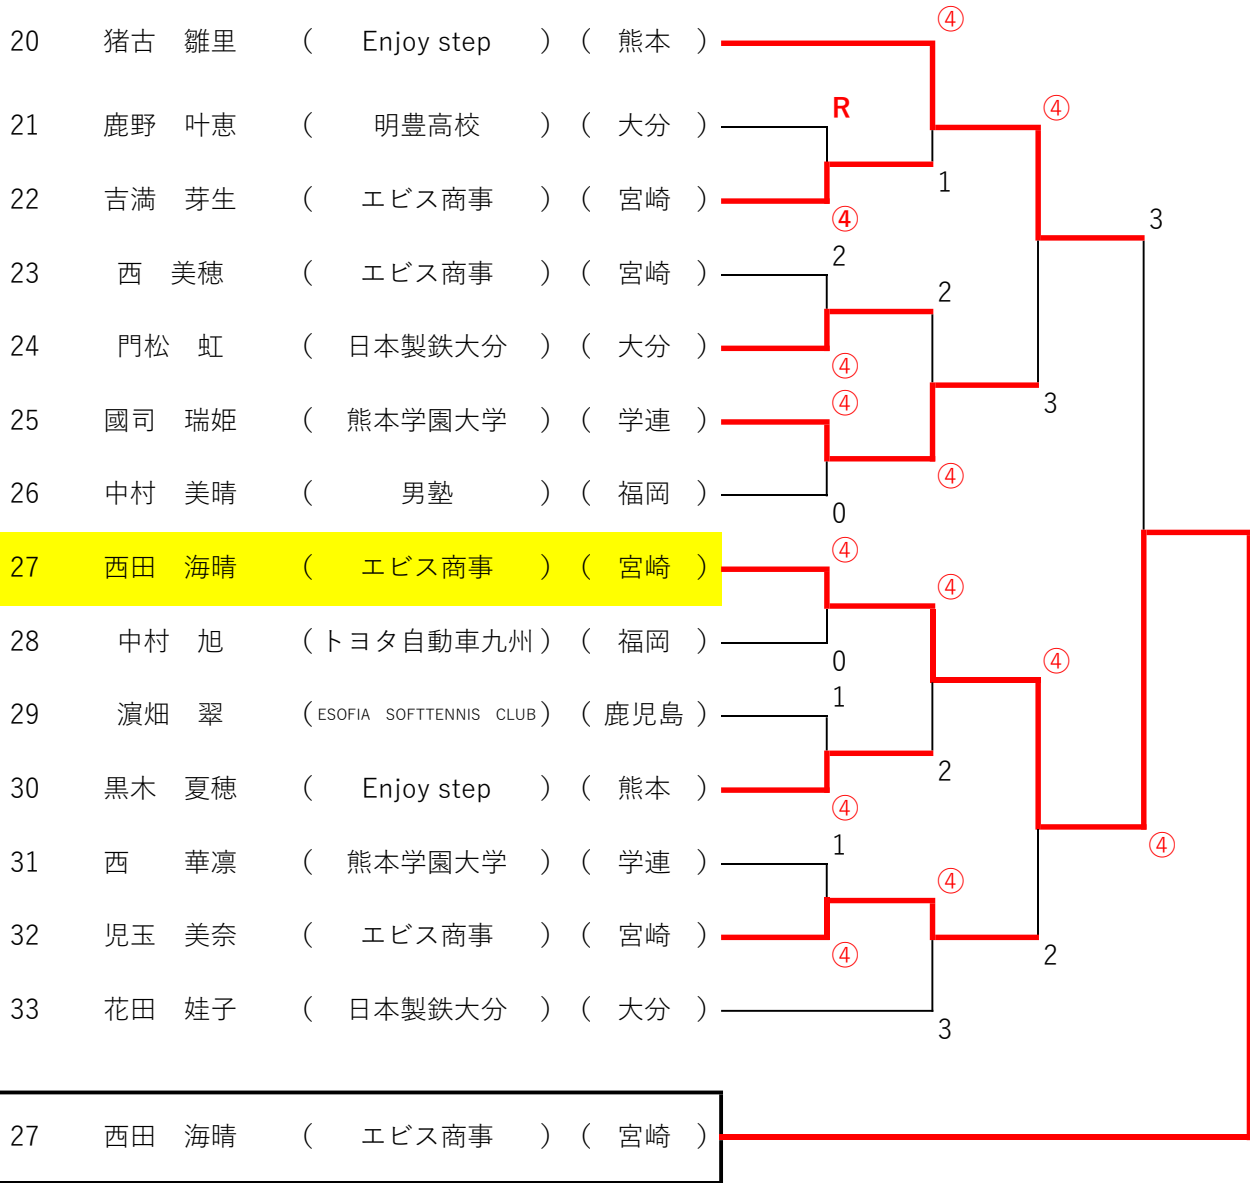 ④
20 猪古 雛里 ( Enjoy step ) ( 熊本 )
R ④
21 鹿野 叶恵 ( 明豊高校 ) ( 大分 )
1
22 吉満 芽生 ( エビス商事 ) ( 宮崎 )
④ 3
2
23 西 美穂 ( エビス商事 ) ( 宮崎 )
2
24 門松 虹 ( 日本製鉄大分 ) ( 大分 )
④
④ 3
25 國司 瑞姫 ( 熊本学園大学 ) ( 学連 )
④
26 中村 美晴 ( 男塾 ) ( 福岡 )
0
④
27 西田 海晴 ( エビス商事 ) ( 宮崎 )
④
28 中村 旭 ( トヨタ自動車九州 ) ( 福岡 )
0 ④
1
29 濵畑 翠 ( ESOFIA SOFTTENNIS CLUB ) ( 鹿児島 )
2
30 黒木 夏穂 ( Enjoy step ) ( 熊本 )
④
1 ④
31 西 華凛 ( 熊本学園大学 ) ( 学連 )
④
32 児玉 美奈 ( エビス商事 ) ( 宮崎 )
④ 2
33 花田 娃子 ( 日本製鉄大分 ) ( 大分 )
3
27 西田 海晴 ( エビス商事 ) ( 宮崎 )